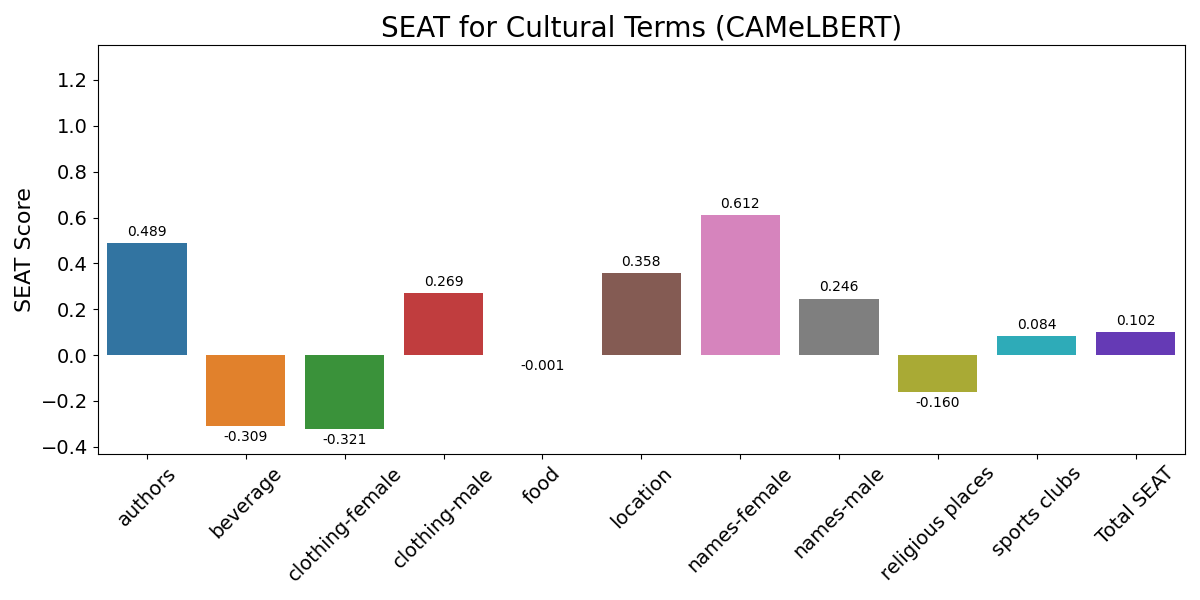 SEAT for Cultural Terms (CAMeLBERT)
SEAT Score
1.2
1.0
0.8
0.6
0.4
0.2
0.0
−0.2
−0.4
0.489
-0.309
-0.321
0.269
-0.001
0.358
0.612
0.246
-0.160
0.084
0.102
authors
beverage
clothing-female
clothing-male
food
location
names-female
names-male
religious places
sports clubs
Total SEAT